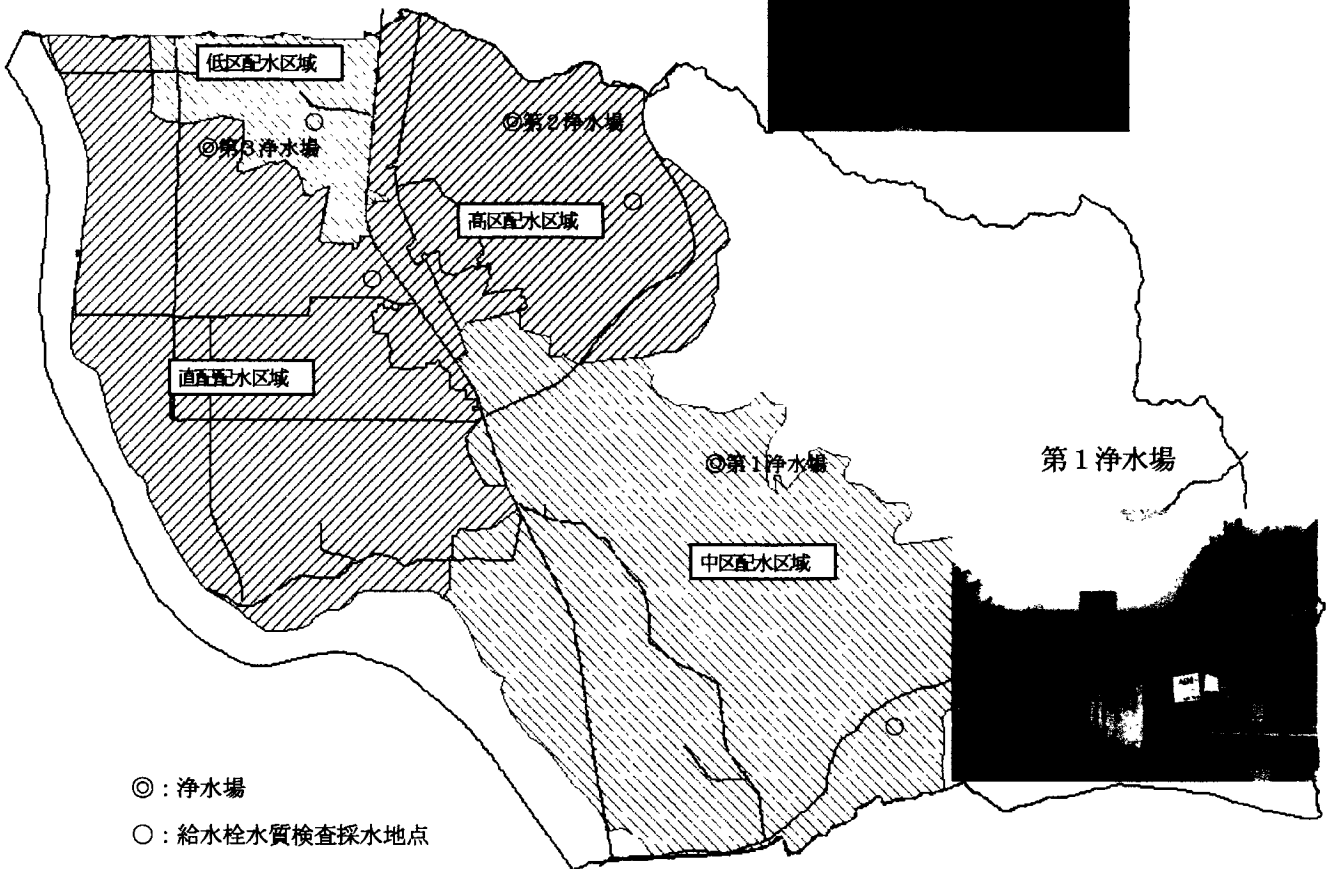 低区配水区域
◎第2浄水場
◎第3浄水場
高区配水区域
直配配水区域
◎第1浄水場
第1浄水場
中区配水区域
◎：浄水場
○：給水栓水質検査採水地点